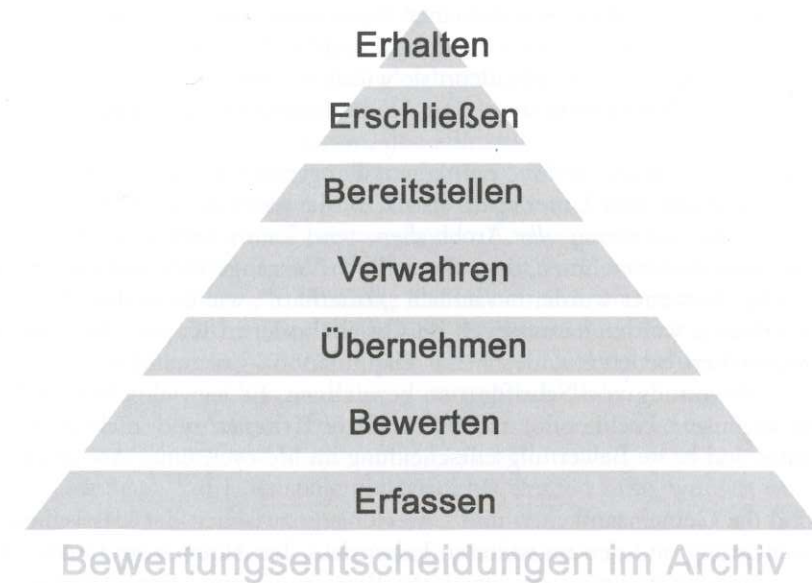 Erhalten
Erschließen
Bereitstellen
Verwahren
Übernehmen
Bewerten
Erfassen
Bewertungsentscheidungen im Archiv